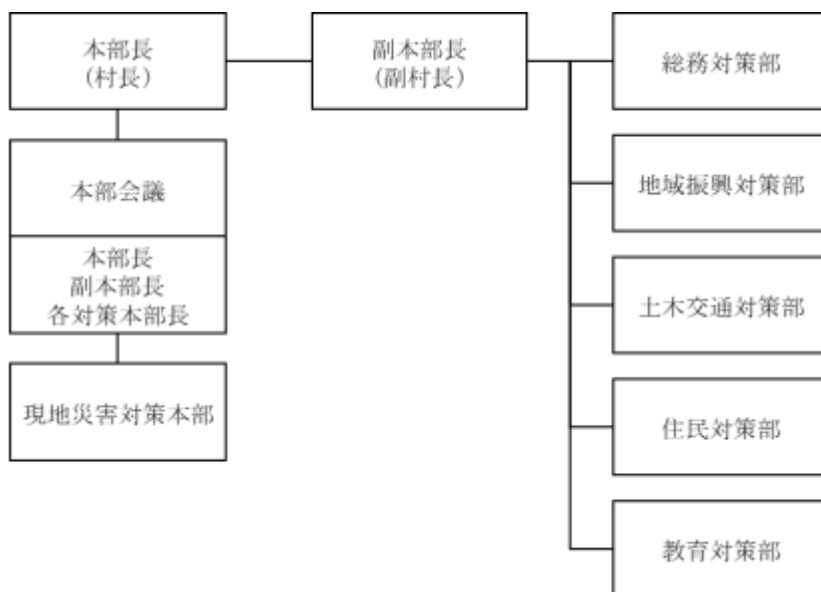 本部長
(村長)
副本部長
(副村長)
総務対策部
本部会議
地域振興対策部
本部長
副本部長
各対策本部長
土木交通対策部
現地災害対策本部
住民対策部
教育対策部